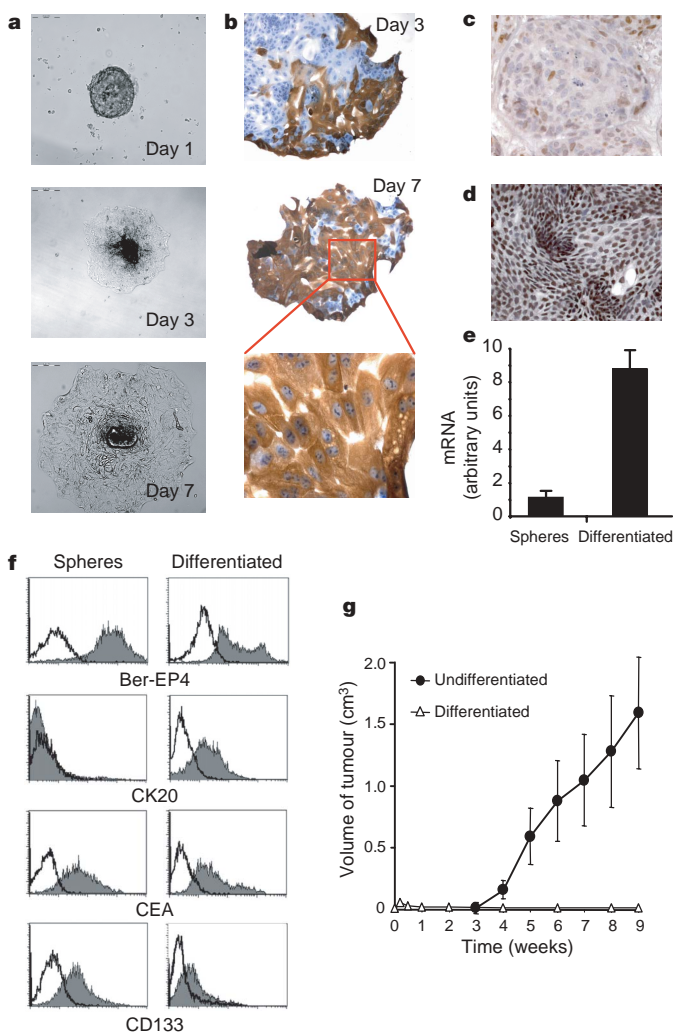 a
Day 1
Day 3
Day 7
b
Day 3
Day 7
c
d
e
mRNA
(arbitrary units)
10
8
6
4
2
0
Spheres Differentiated
f
Spheres Differentiated
Ber-EP4
CK20
CEA
CD133
g
Volume of tumour (cm³)
2.0
1.5
1.0
0.5
0
Undifferentiated
Differentiated
0 1 2 3 4 5 6 7 8 9
Time (weeks)